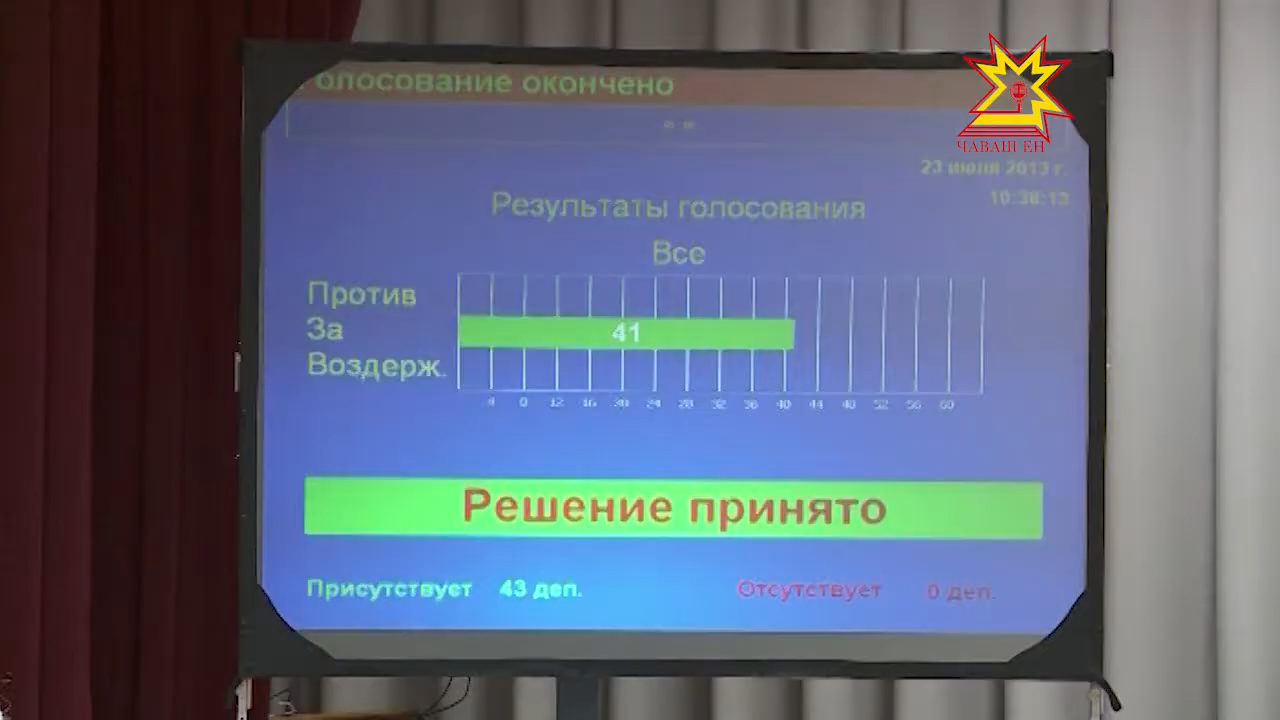 олосование окончено
ЧĂВАШ ЕН
23 июня 2013 г.
10:38:13
Результаты голосования
Все
Против
За
41
Воздерж.
4 8 12 16 20 24 28 32 36 40 44 48 52 56 60
Решение принято
Присутствует 43 деп. Отсутствует 0 деп.